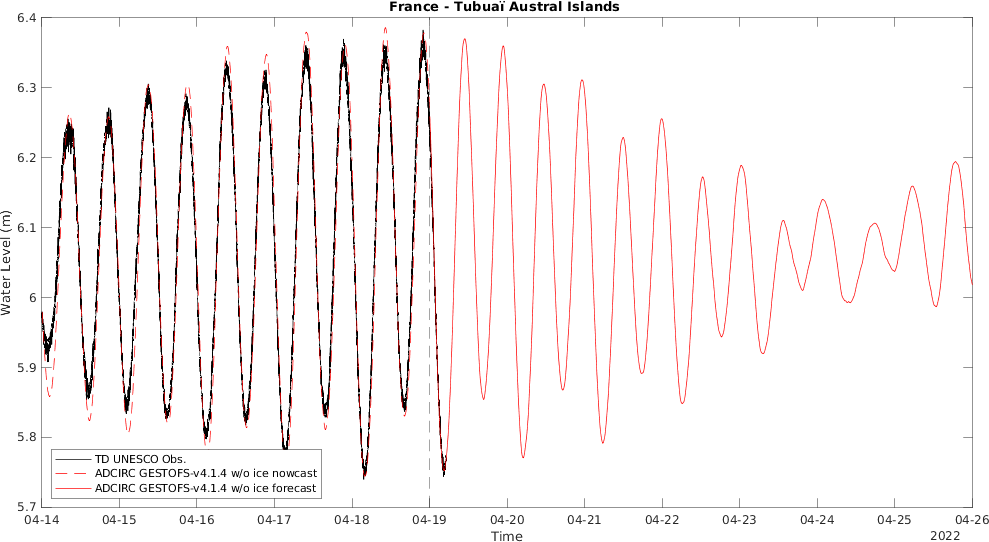 France - Tubuaï Austral Islands
Water Level (m)
6.4
6.3
6.2
6.1
6
5.9
5.8
5.7
TD UNESCO Obs.
ADCIRC GESTOFS-v4.1.4 w/o ice nowcast
ADCIRC GESTOFS-v4.1.4 w/o ice forecast
04-14 04-15 04-16 04-17 04-18 04-19 04-20 04-21 04-22 04-23 04-24 04-25 04-26
Time
2022